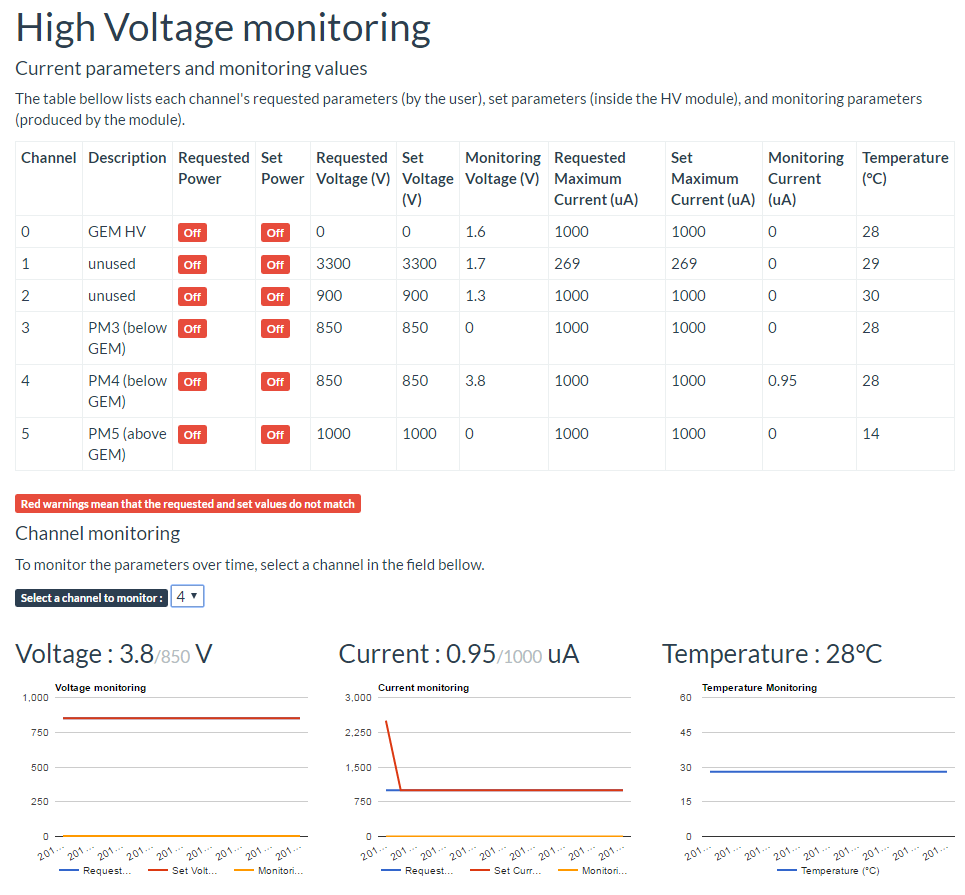 High Voltage monitoring
Current parameters and monitoring values
The table bellow lists each channel's requested parameters (by the user), set parameters (inside the HV module), and monitoring parameters
(produced by the module).
Channel Description Requested Power Set Power Requested Voltage (V) Set Voltage (V) Monitoring Voltage (V) Requested Maximum Current (uA) Set Maximum Current (uA) Monitoring Current (uA) Temperature (°C)
0 GEM HV Off Off 0 0 1.6 1000 1000 0 28
1 unused Off Off 3300 3300 1.7 269 269 0 29
2 unused Off Off 900 900 1.3 1000 1000 0 30
3 PM3 (below GEM) Off Off 850 850 0 1000 1000 0 28
4 PM4 (below GEM) Off Off 850 850 3.8 1000 1000 0.95 28
5 PM5 (above GEM) Off Off 1000 1000 0 1000 1000 0 14
Red warnings mean that the requested and set values do not match
Channel monitoring
To monitor the parameters over time, select a channel in the field bellow.
Select a channel to monitor : 4
Voltage : 3.8/850 V
Voltage monitoring
1,000
750
500
250
0
201... 201... 201... 201... 201... 201... 201... 201... 201...
Request... Set Volt... Monitori...
Current : 0.95/1000 uA
Current monitoring
3,000
2,250
1,500
750
0
201... 201... 201... 201... 201... 201... 201... 201... 201...
Request... Set Curr... Monitori...
Temperature : 28°C
Temperature Monitoring
60
45
30
15
0
201... 201... 201... 201... 201... 201... 201... 201... 201...
Temperature (°C)